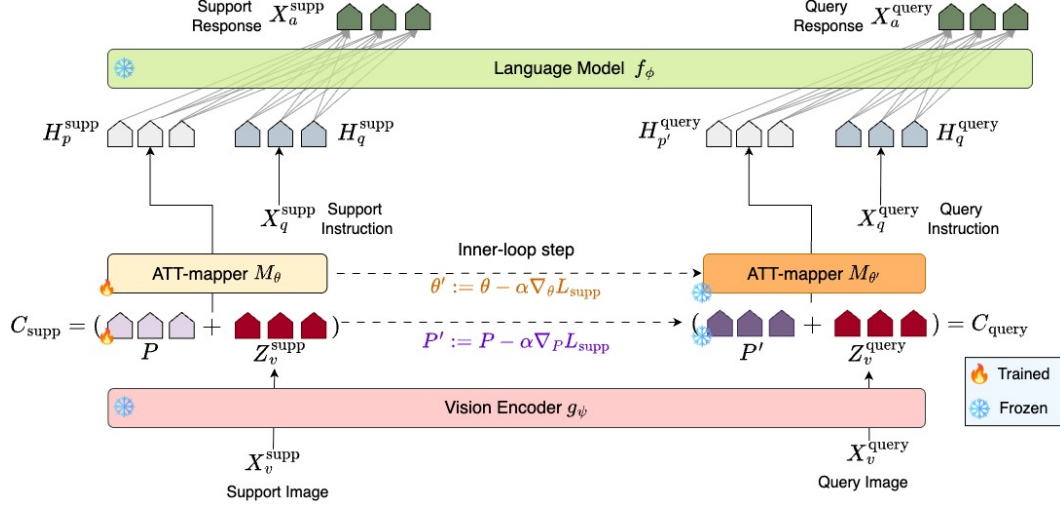 Support Response X_a^supp
Query Response X_a^query
Language Model f_ϕ
H_p^supp
H_q^supp
H_{p'}^query
H_q^query
X_q^supp Support Instruction
X_q^query Query Instruction
Inner-loop step
ATT-mapper M_θ
θ' := θ − α∇_θ L_supp
ATT-mapper M_{θ'}
C_supp = ( + )
P
Z_v^supp
P' := P − α∇_P L_supp
( + ) = C_query
P'
Z_v^query
Trained
Frozen
Vision Encoder g_ψ
X_v^supp
Support Image
X_v^query
Query Image